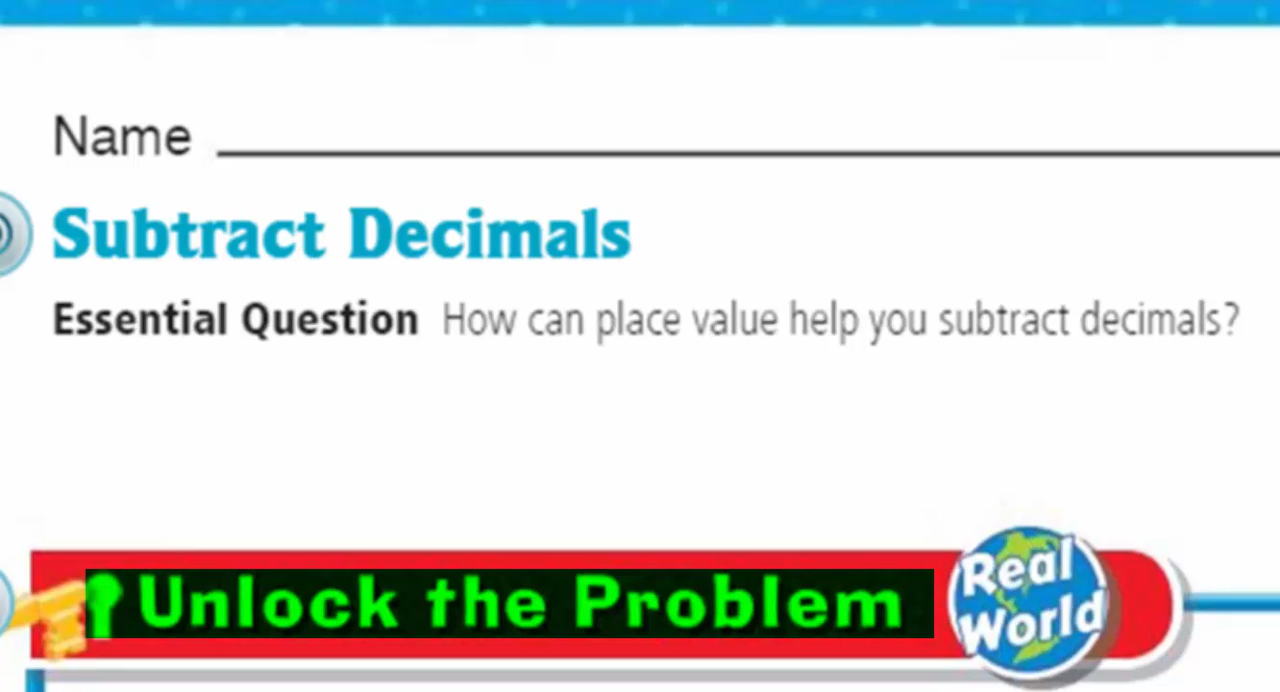 Name
Subtract Decimals
Essential Question How can place value help you subtract decimals?
Unlock the Problem
Real
World